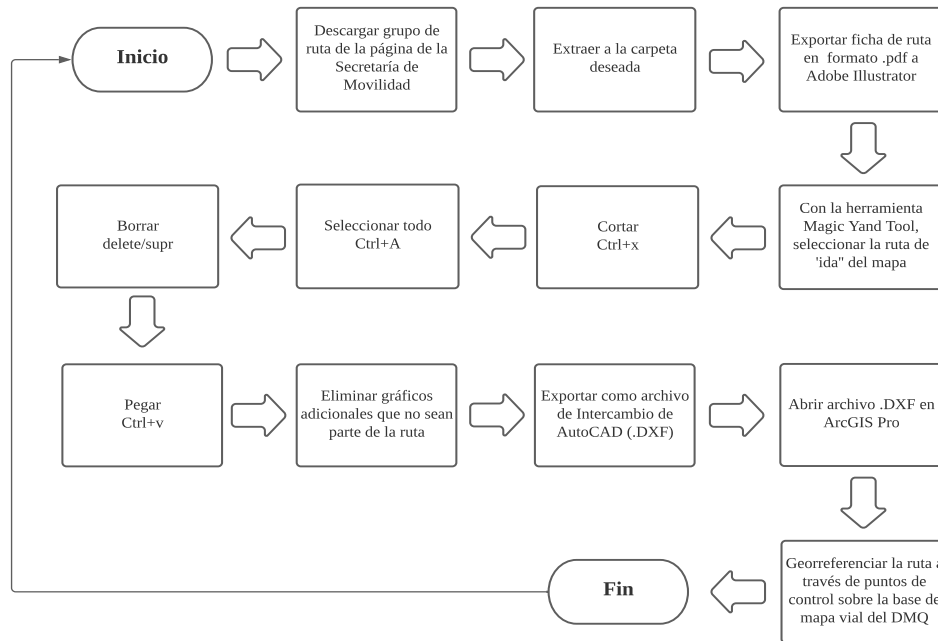 Inicio
Descargar grupo de
ruta de la página de la
Secretaría de
Movilidad
Extraer a la carpeta
deseada
Exportar ficha de ruta
en formato .pdf a
Adobe Illustrator
Con la herramienta
Magic Yand Tool,
seleccionar la ruta de
'ida" del mapa
Cortar
Ctrl+x
Seleccionar todo
Ctrl+A
Borrar
delete/supr
Pegar
Ctrl+v
Eliminar gráficos
adicionales que no sean
parte de la ruta
Exportar como archivo
de Intercambio de
AutoCAD (.DXF)
Abrir archivo .DXF en
ArcGIS Pro
Georreferenciar la ruta a
través de puntos de
control sobre la base de
mapa vial del DMQ
Fin